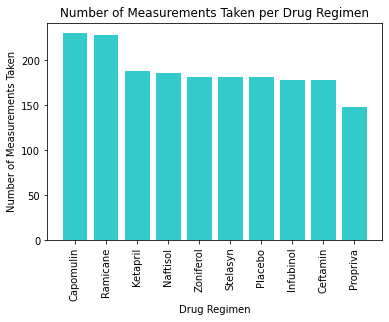 Number of Measurements Taken per Drug Regimen
Number of Measurements Taken
200
150
100
50
0
Capomulin
Ramicane
Ketapril
Naftisol
Zoniferol
Stelasyn
Placebo
Infubinol
Ceftamin
Propriva
Drug Regimen